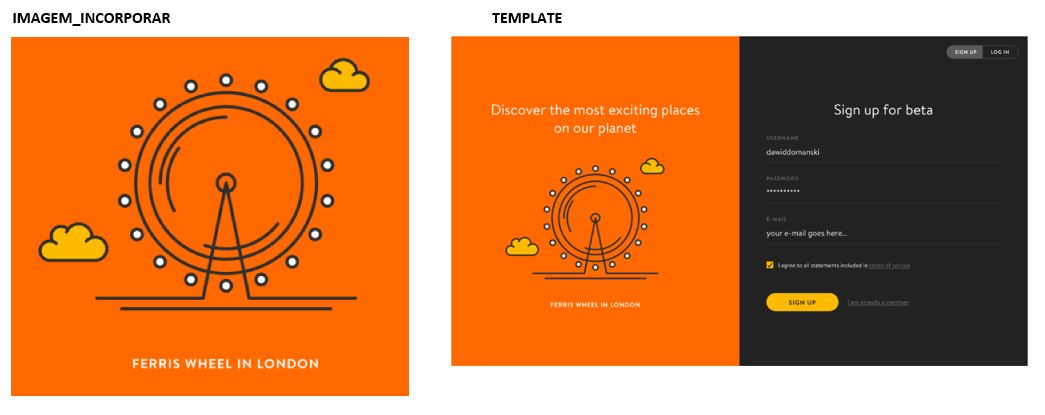 IMAGEM_INCORPORAR
FERRIS WHEEL IN LONDON
TEMPLATE
Discover the most exciting places
on our planet
FERRIS WHEEL IN LONDON
SIGN UP LOG IN
Sign up for beta
USERNAME
dawiddomanski
PASSWORD
**********
E-MAIL
your e-mail goes here...
I agree to all statements included in terms of service
SIGN UP I am already a member